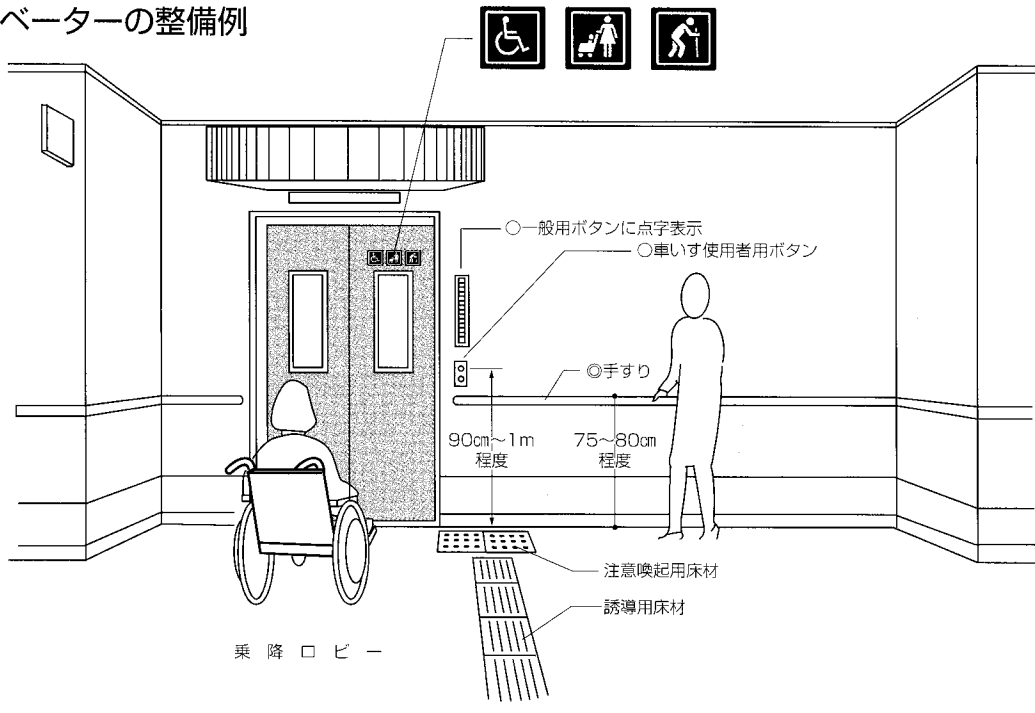 ベーターの整備例
○一般用ボタンに点字表示
○車いす使用者用ボタン
◎手すり
90㎝～1m
程度
75～80㎝
程度
注意喚起用床材
誘導用床材
乗降ロビー